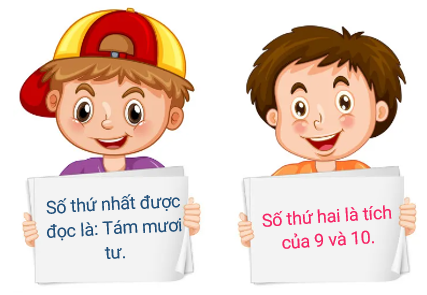 Số thứ nhất được
đọc là: Tám mươi
tư.
Số thứ hai là tích
của 9 và 10.